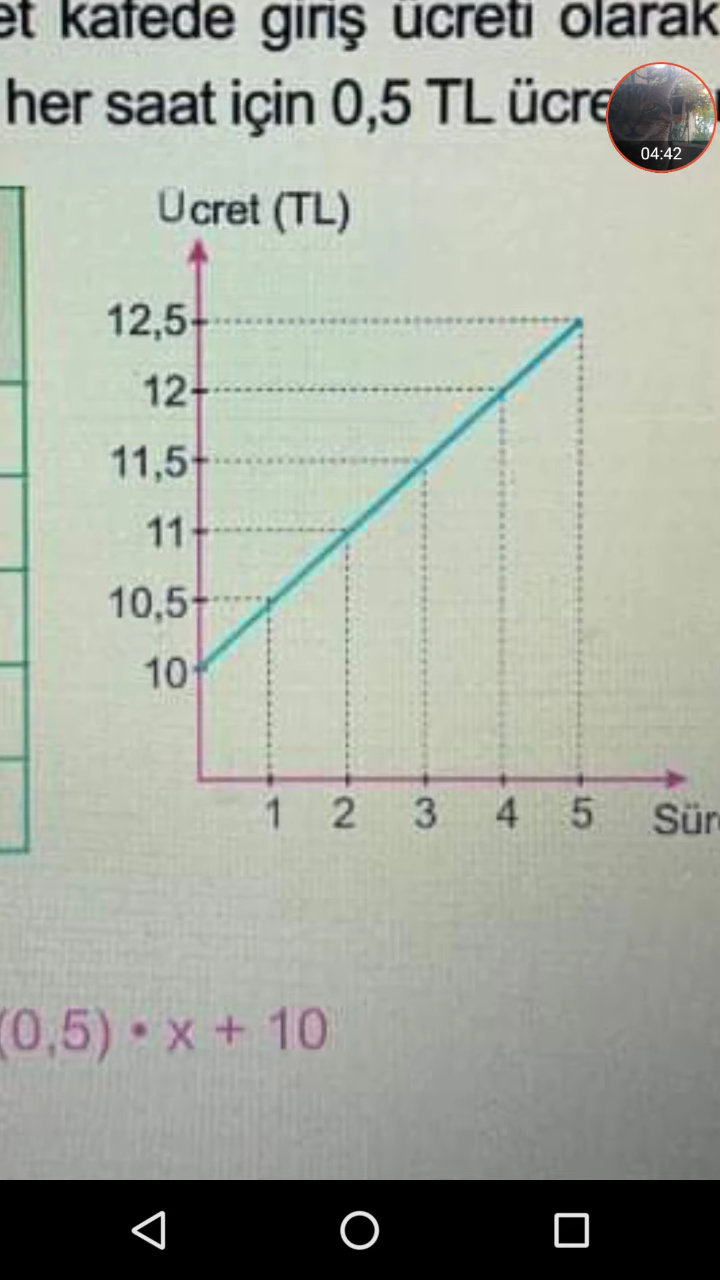 kafede giriş ücreti olarak
her saat için 0,5 TL
04:42
Ücret (TL)
12,5
12
11,5
11
10,5
10
1 2 3 4 5
(0,5) • x + 10